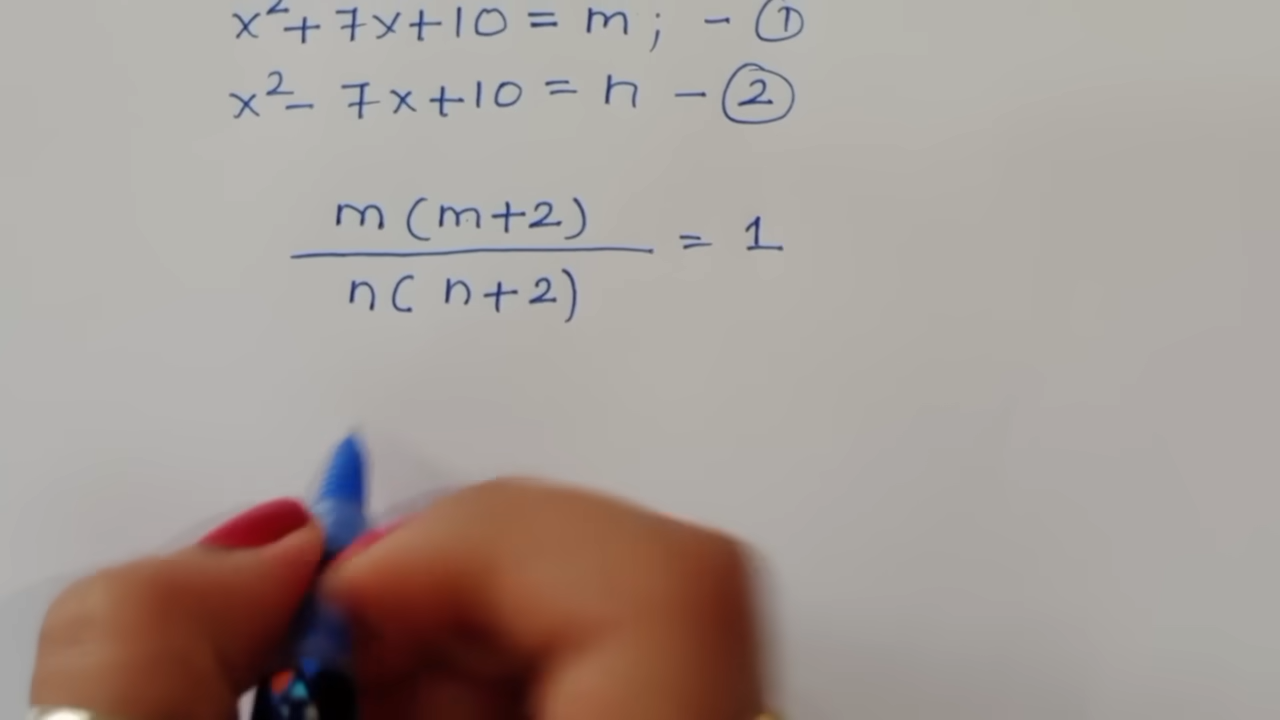 x²+7x+10 = m ; - ①
x²- 7x+10 = n - ②
m (m+2)
= 1
n ( n+2)